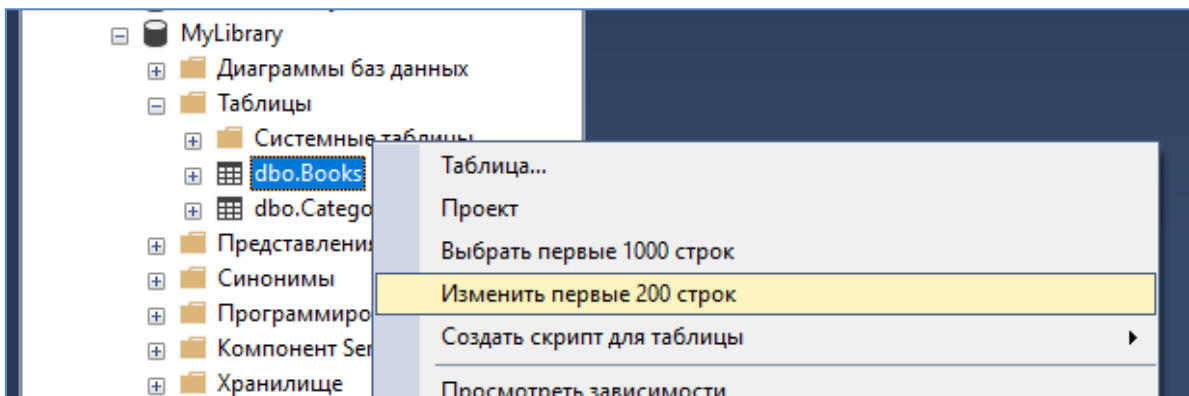 MyLibrary
Диаграммы баз данных
Таблицы
Системные таблицы
dbo.Books
dbo.Catego
Представления
Синонимы
Программиро
Компонент Ser
Хранилище
Таблица...
Проект
Выбрать первые 1000 строк
Изменить первые 200 строк
Создать скрипт для таблицы
Просмотреть зависимости